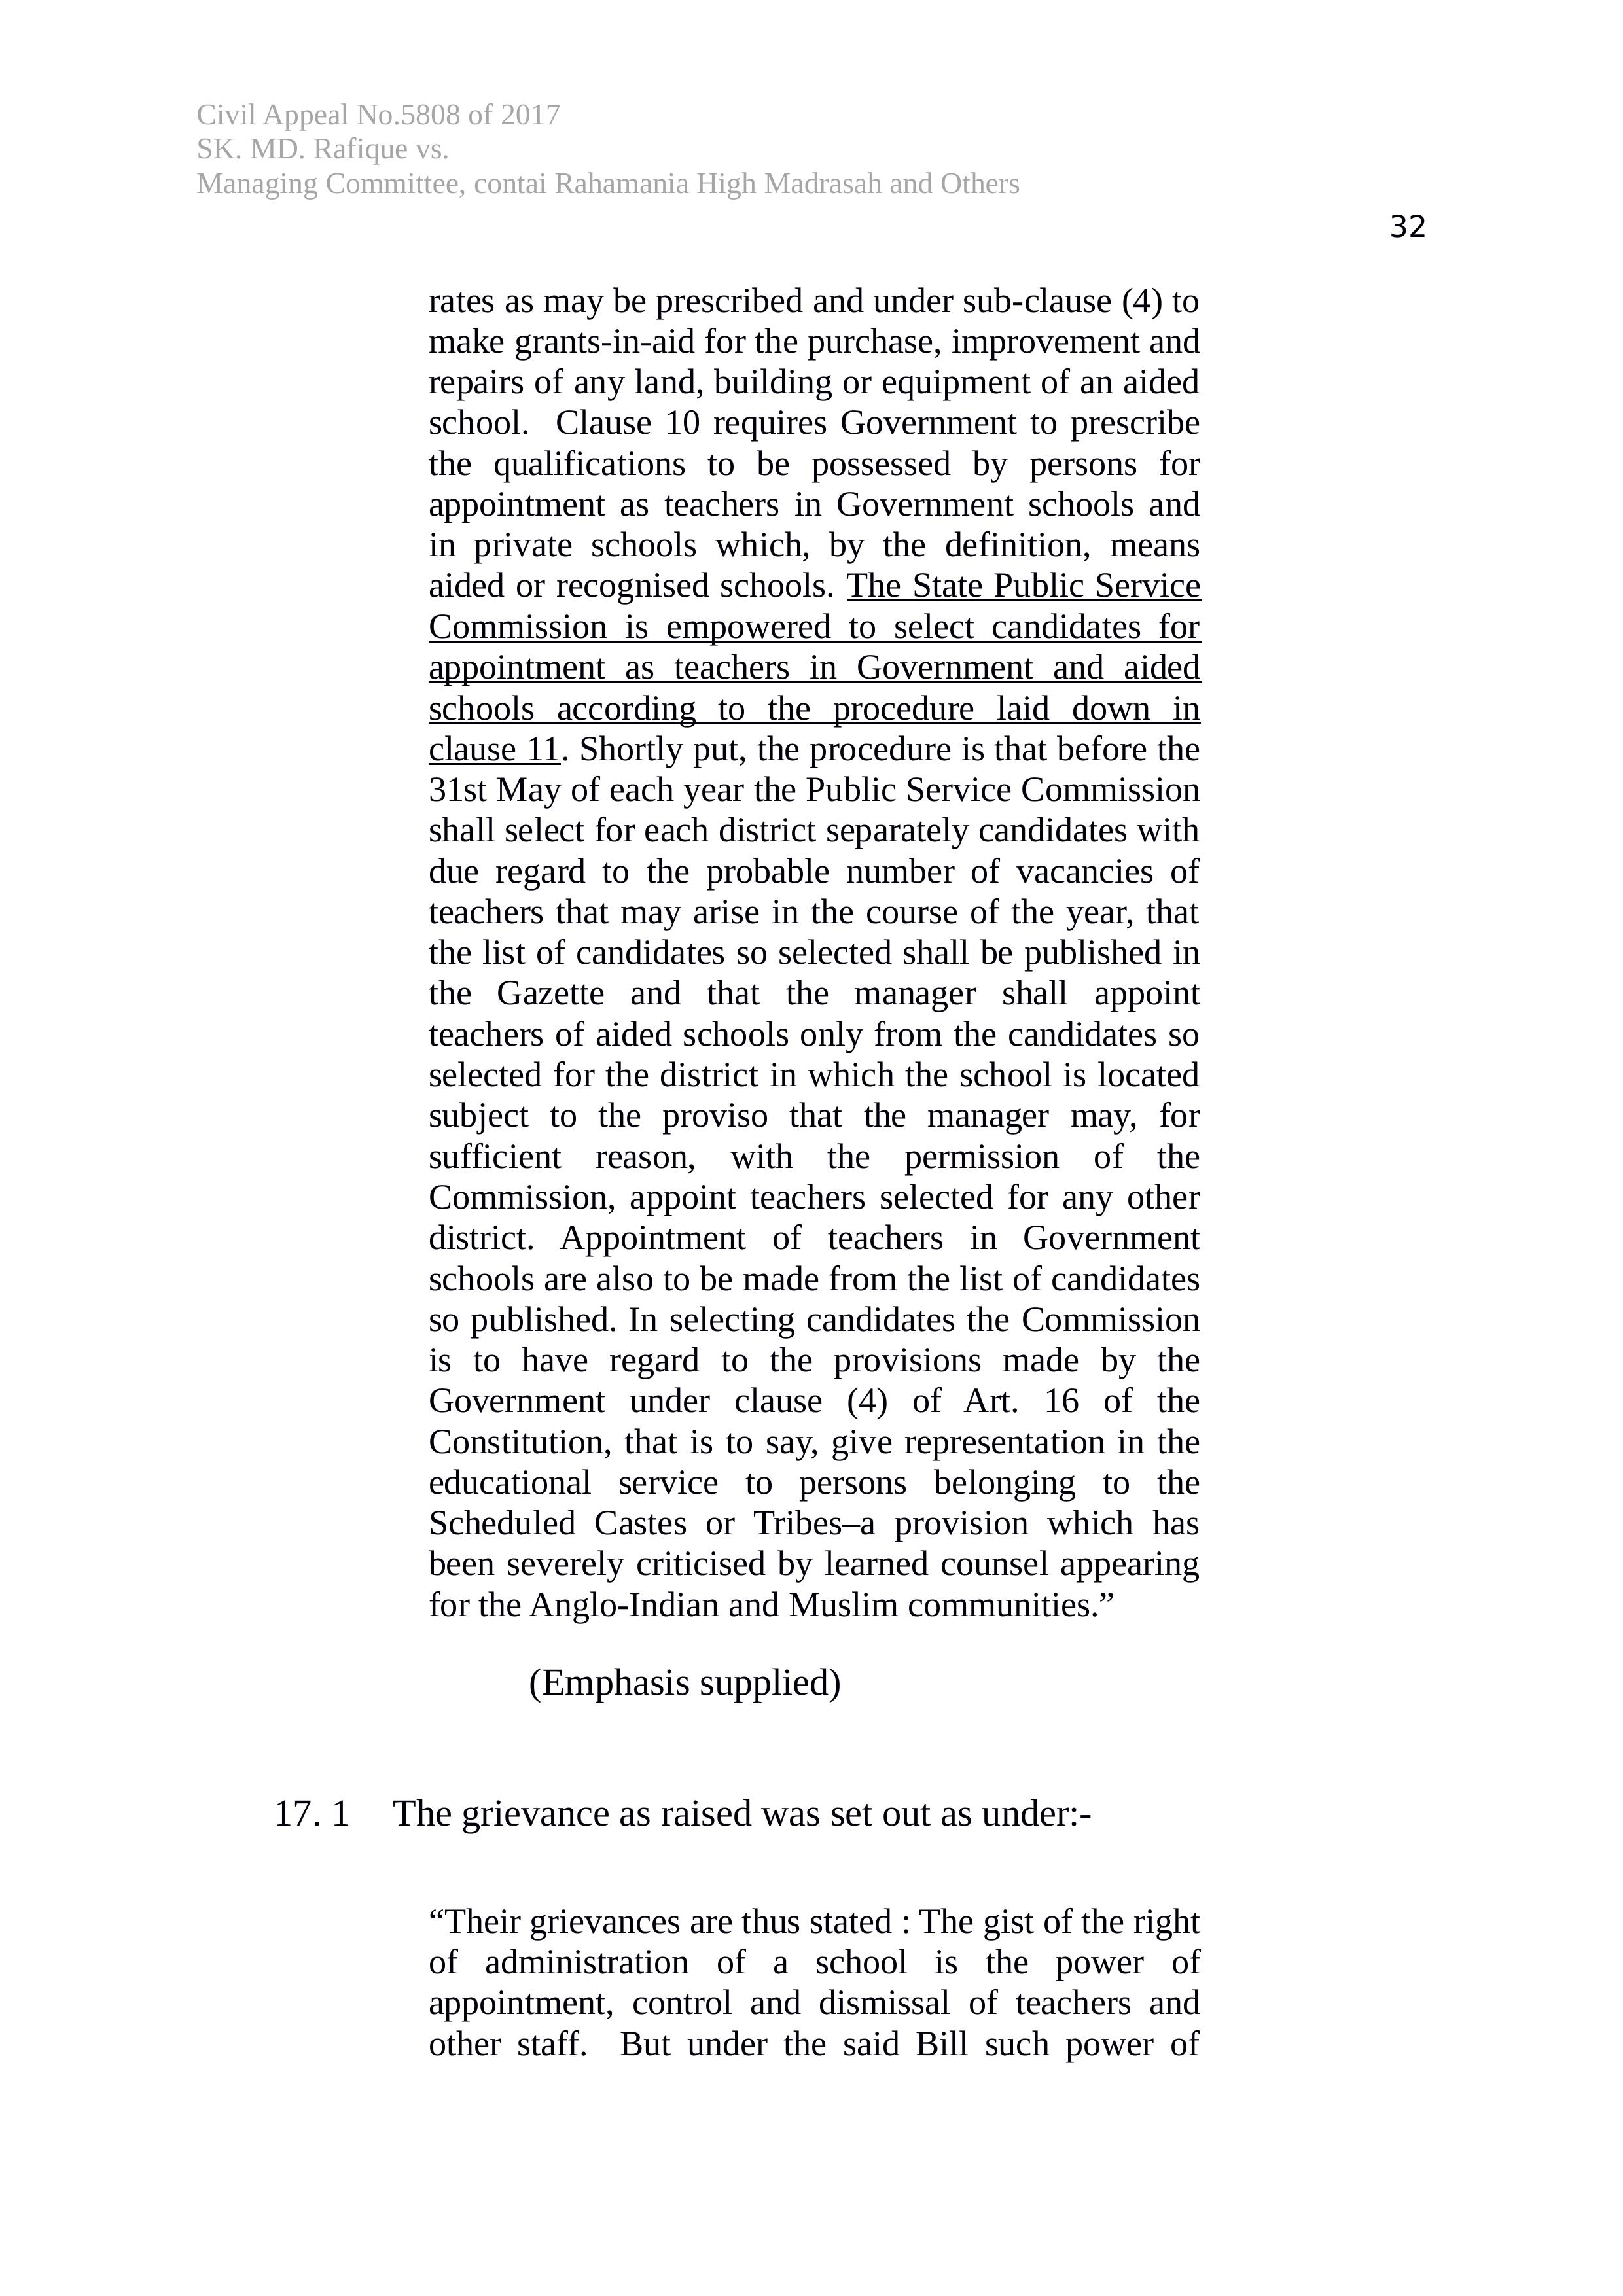 Civil Appeal No.5808 of 2017
SK. MD. Rafique vs.
Managing Committee, contai Rahamania High Madrasah and Others
32
rates as may be prescribed and under sub-clause (4) to
make grants-in-aid for the purchase, improvement and
repairs of any land, building or equipment of an aided
school.  Clause 10 requires Government to prescribe
the qualifications to be possessed by persons for
appointment as teachers in Government schools and
in private schools which, by the definition, means
aided or recognised schools. The State Public Service
Commission is empowered to select candidates for
appointment as teachers in Government and aided
schools according to the procedure laid down in
clause 11. Shortly put, the procedure is that before the
31st May of each year the Public Service Commission
shall select for each district separately candidates with
due regard to the probable number of vacancies of
teachers that may arise in the course of the year, that
the list of candidates so selected shall be published in
the Gazette and that the manager shall appoint
teachers of aided schools only from the candidates so
selected for the district in which the school is located
subject to the proviso that the manager may, for
sufficient reason, with the permission of the
Commission, appoint teachers selected for any other
district. Appointment of teachers in Government
schools are also to be made from the list of candidates
so published. In selecting candidates the Commission
is to have regard to the provisions made by the
Government under clause (4) of Art. 16 of the
Constitution, that is to say, give representation in the
educational service to persons belonging to the
Scheduled Castes or Tribes–a provision which has
been severely criticised by learned counsel appearing
for the Anglo-Indian and Muslim communities.”
(Emphasis supplied)
17. 1 The grievance as raised was set out as under:-
“Their grievances are thus stated : The gist of the right
of administration of a school is the power of
appointment, control and dismissal of teachers and
other staff.  But under the said Bill such power of